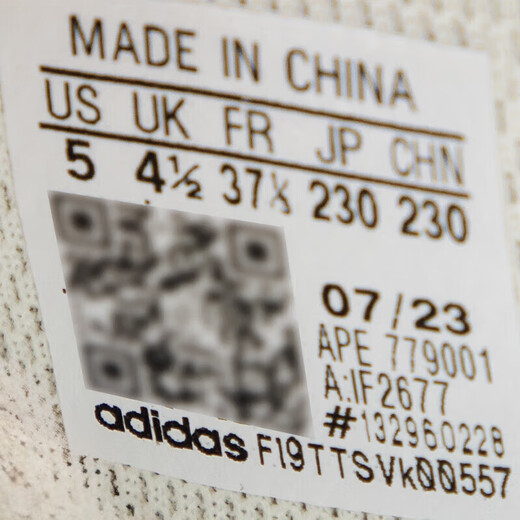 MADE IN CHINA
US UK FR JP CHN
5 4½ 37⅓ 230 230
07/23
APE 779001
A:IF2677
#132960228
adidas F19TTSVk00557